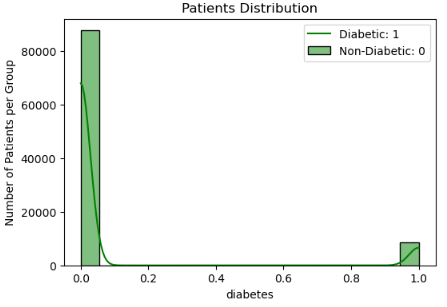 Patients Distribution
Diabetic: 1
Non-Diabetic: 0
Number of Patients per Group
80000
60000
40000
20000
0
0.0 0.2 0.4 0.6 0.8 1.0
diabetes